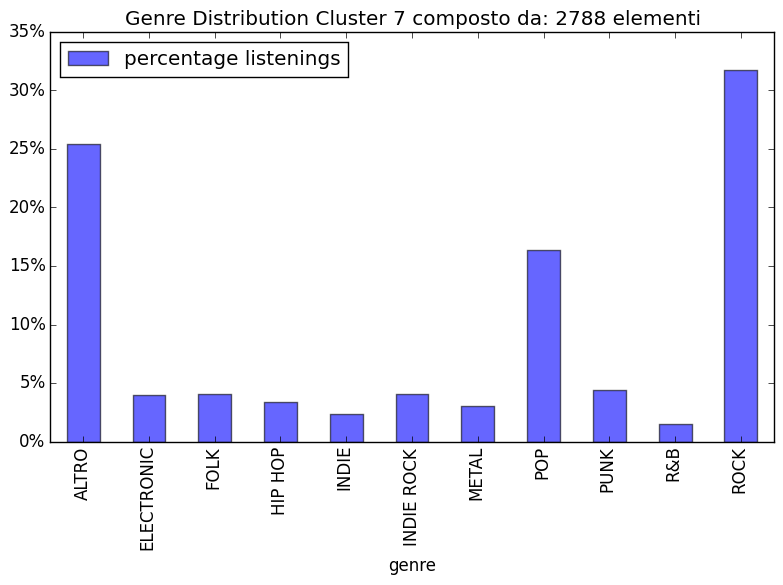 Genre Distribution Cluster 7 composto da: 2788 elementi
percentage listenings
35%
30%
25%
20%
15%
10%
5%
0%
ALTRO
ELECTRONIC
FOLK
HIP HOP
INDIE
INDIE ROCK
METAL
POP
PUNK
R&B
ROCK
genre